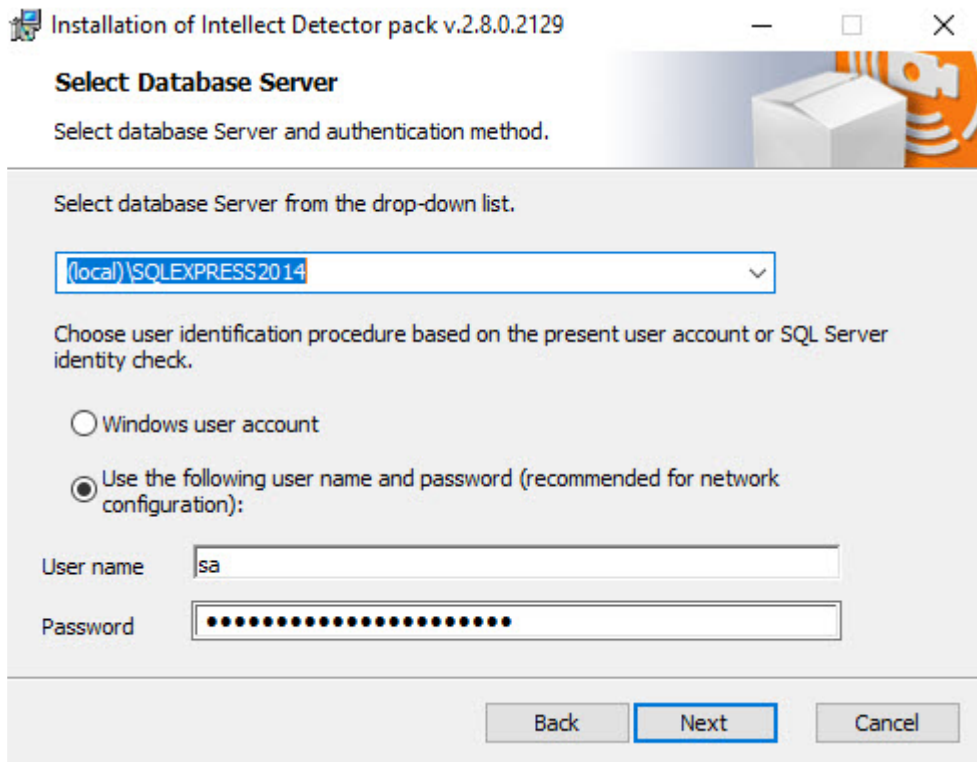 Installation of Intellect Detector pack v.2.8.0.2129
Select Database Server
Select database Server and authentication method.
Select database Server from the drop-down list.
(local)\SQLEXPRESS2014
Choose user identification procedure based on the present user account or SQL Server
identity check.
Windows user account
Use the following user name and password (recommended for network
configuration):
User name
sa
Password
••••••••••••••••••••••
Back
Next
Cancel